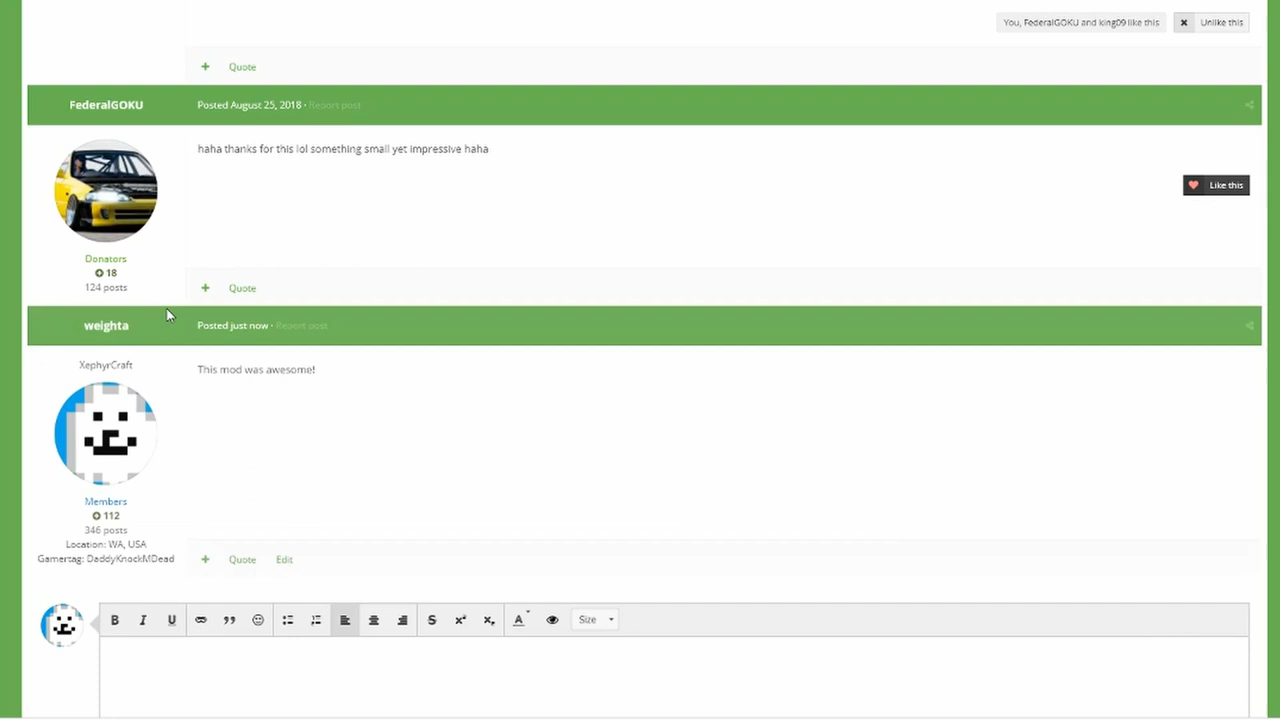 You, FederalGOKU and king09 like this
Unlike this
Quote
FederalGOKU
Posted August 25, 2018 · Report post
haha thanks for this lol something small yet impressive haha
Like this
Donators
18
124 posts
Quote
weighta
Posted just now · Report post
XephyrCraft
This mod was awesome!
Members
112
346 posts
Location: WA, USA
Gamertag: DaddyKnockMDead
Quote Edit
B I U S x² x₂ A Size